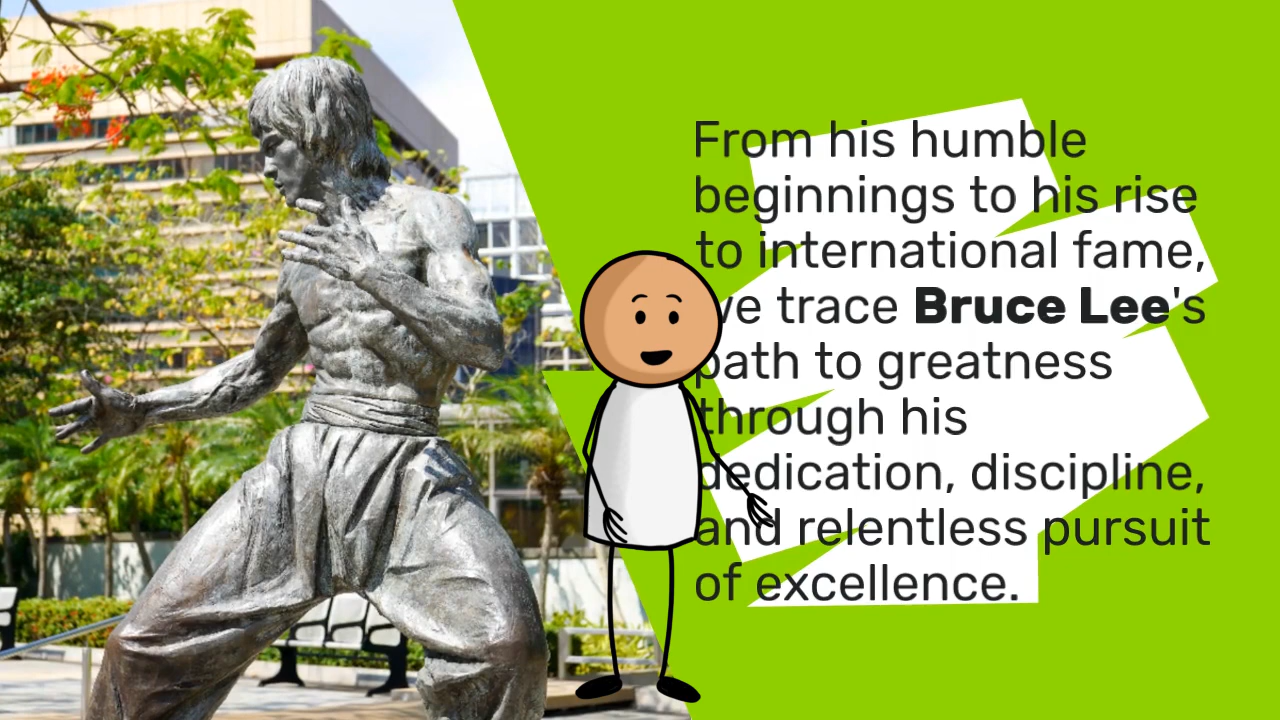 From his humble
beginnings to his rise
to international fame,
we trace Bruce Lee's
path to greatness
through his
dedication, discipline,
and relentless pursuit
of excellence.